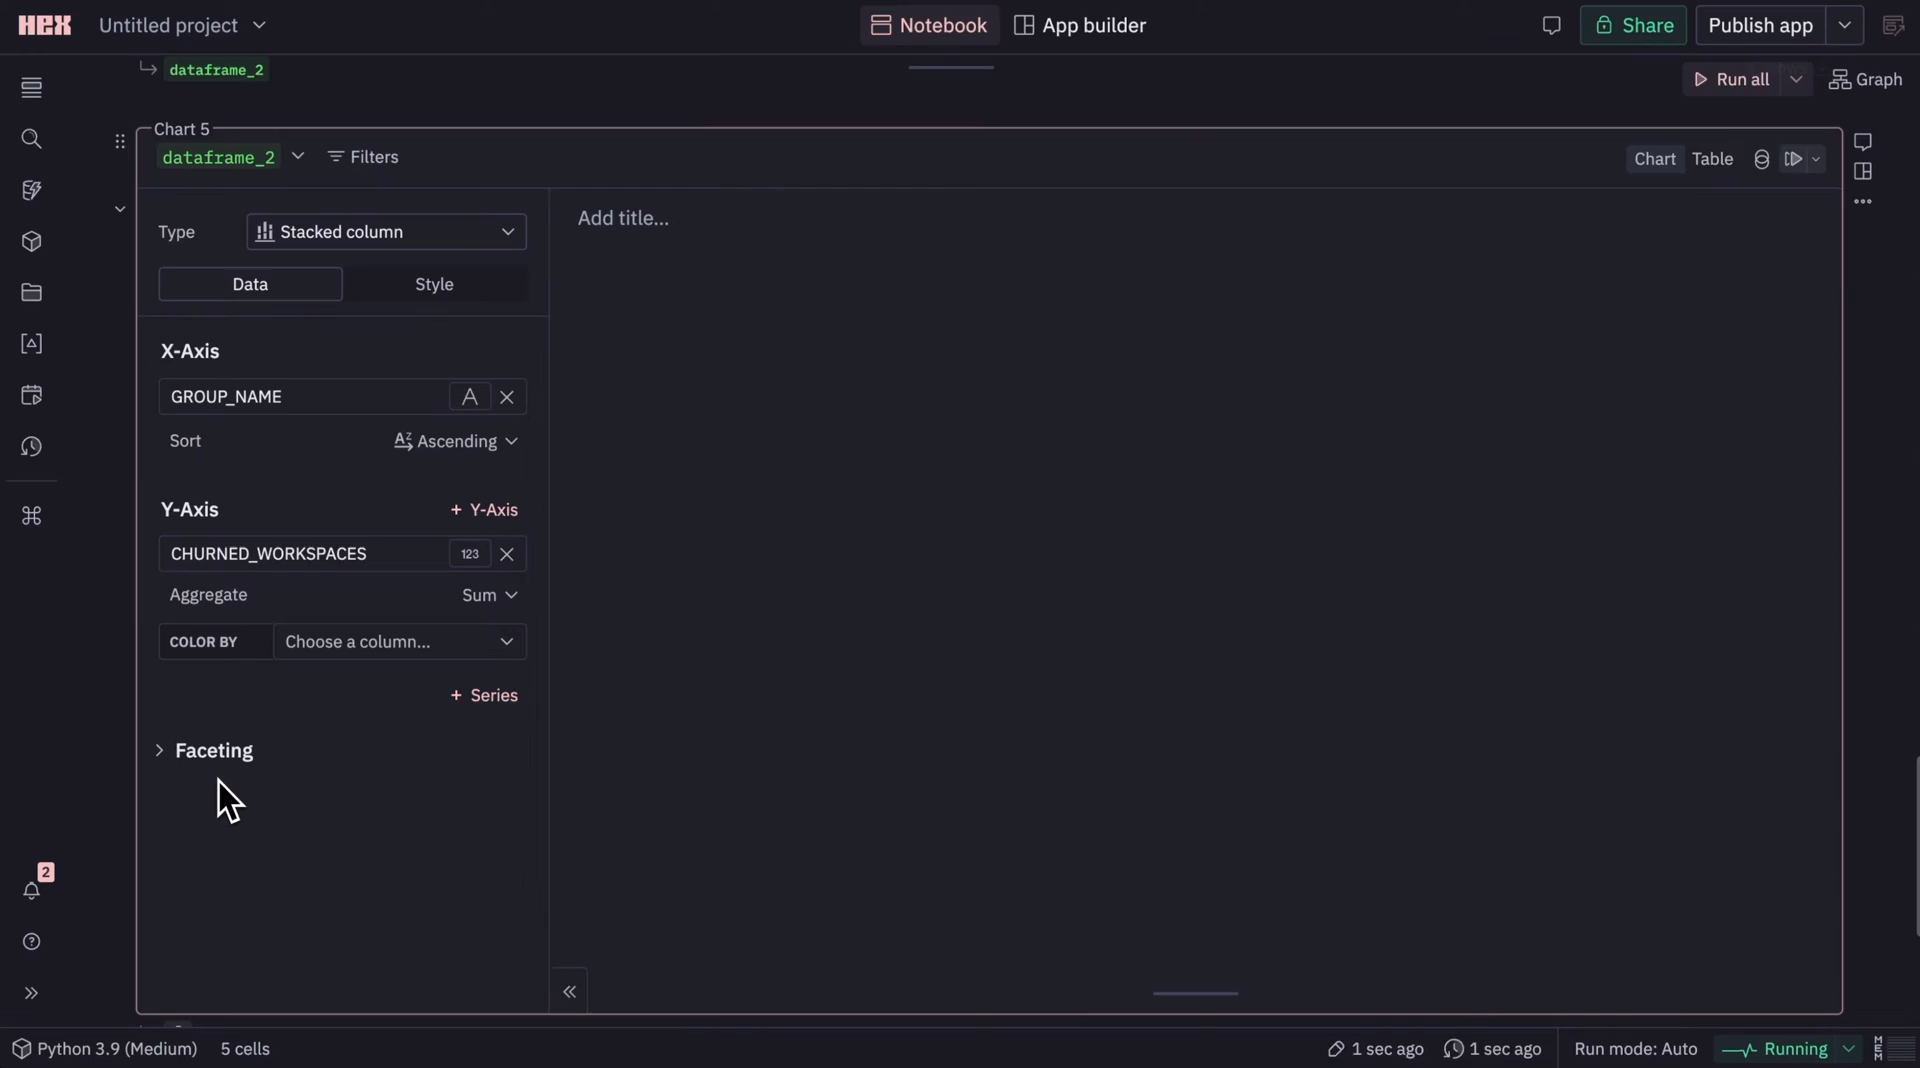 HEX Untitled project Notebook App builder Share Publish app
dataframe_2 Run all Graph
Chart 5
dataframe_2 Filters Chart Table
Type Stacked column Add title...
Data Style
X-Axis
GROUP_NAME
Sort AZ Ascending
Y-Axis + Y-Axis
CHURNED_WORKSPACES 123
Aggregate Sum
COLOR BY Choose a column...
+ Series
Faceting
2
Python 3.9 (Medium) 5 cells 1 sec ago 1 sec ago Run mode: Auto Running MEM